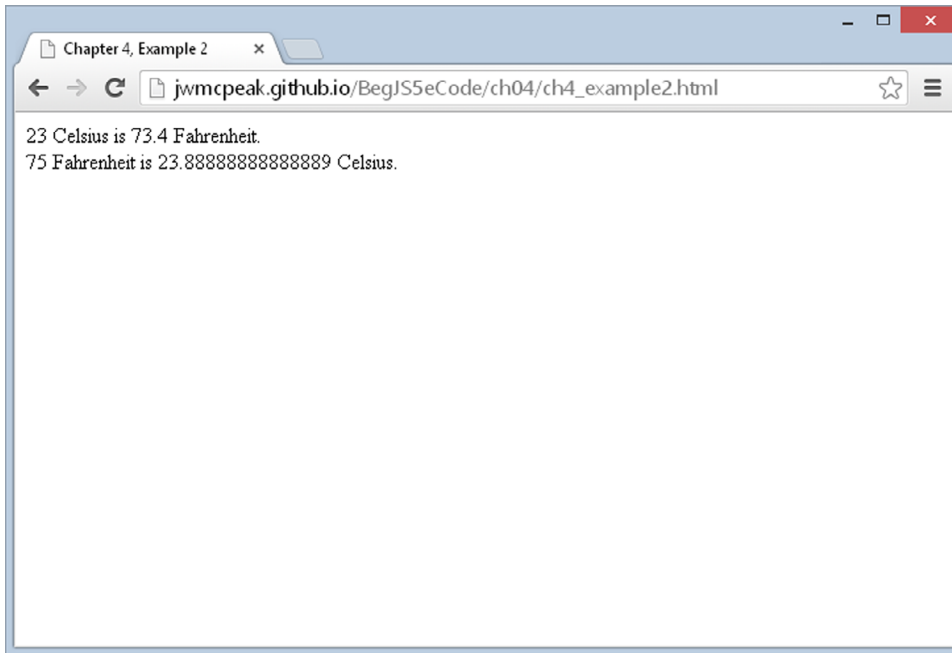 Chapter 4, Example 2
jwmcpeak.github.io/BegJS5eCode/ch04/ch4_example2.html
23 Celsius is 73.4 Fahrenheit.
75 Fahrenheit is 23.88888888888889 Celsius.